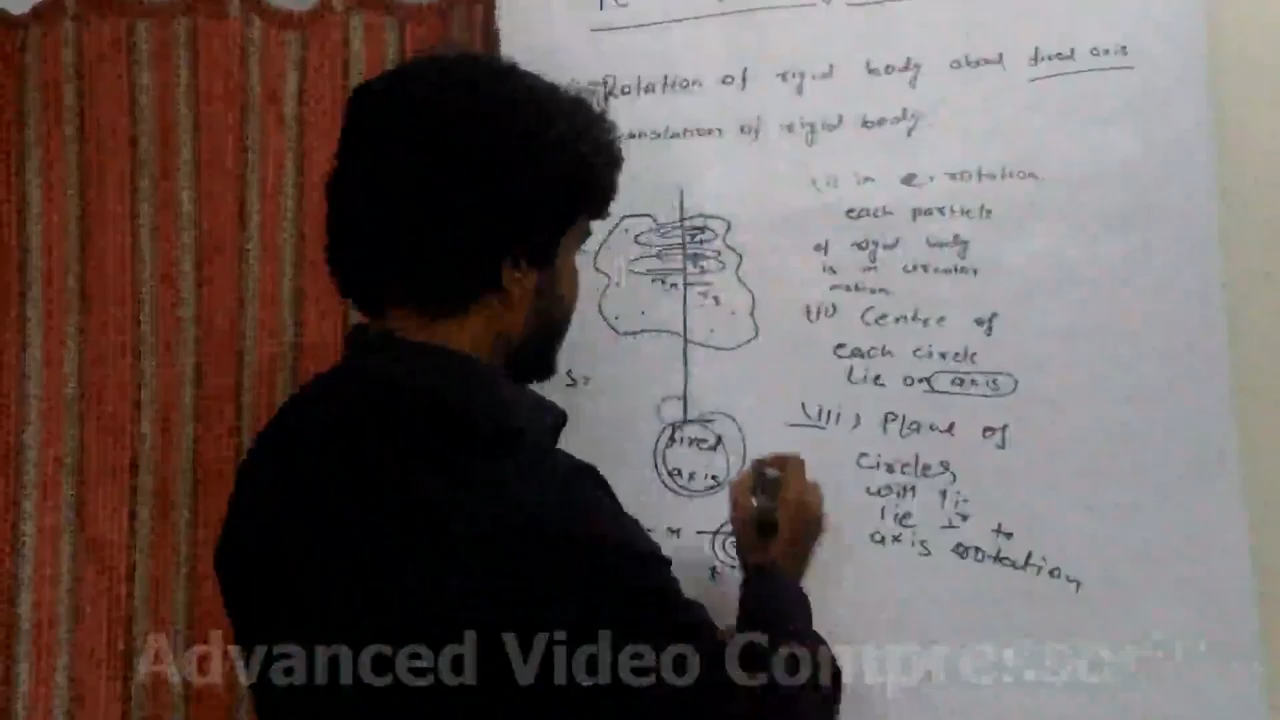 Rotation of rigid body about fixed axis
Translation of rigid body
(i) in rotation
each particle
of rigid body
is in circular
motion
(ii) Centre of
each circle
lie on axis
(iii) Plane of
circles
will li-
lie ⊥r to
axis rotation
fixed
axis
Advanced Video Compressor